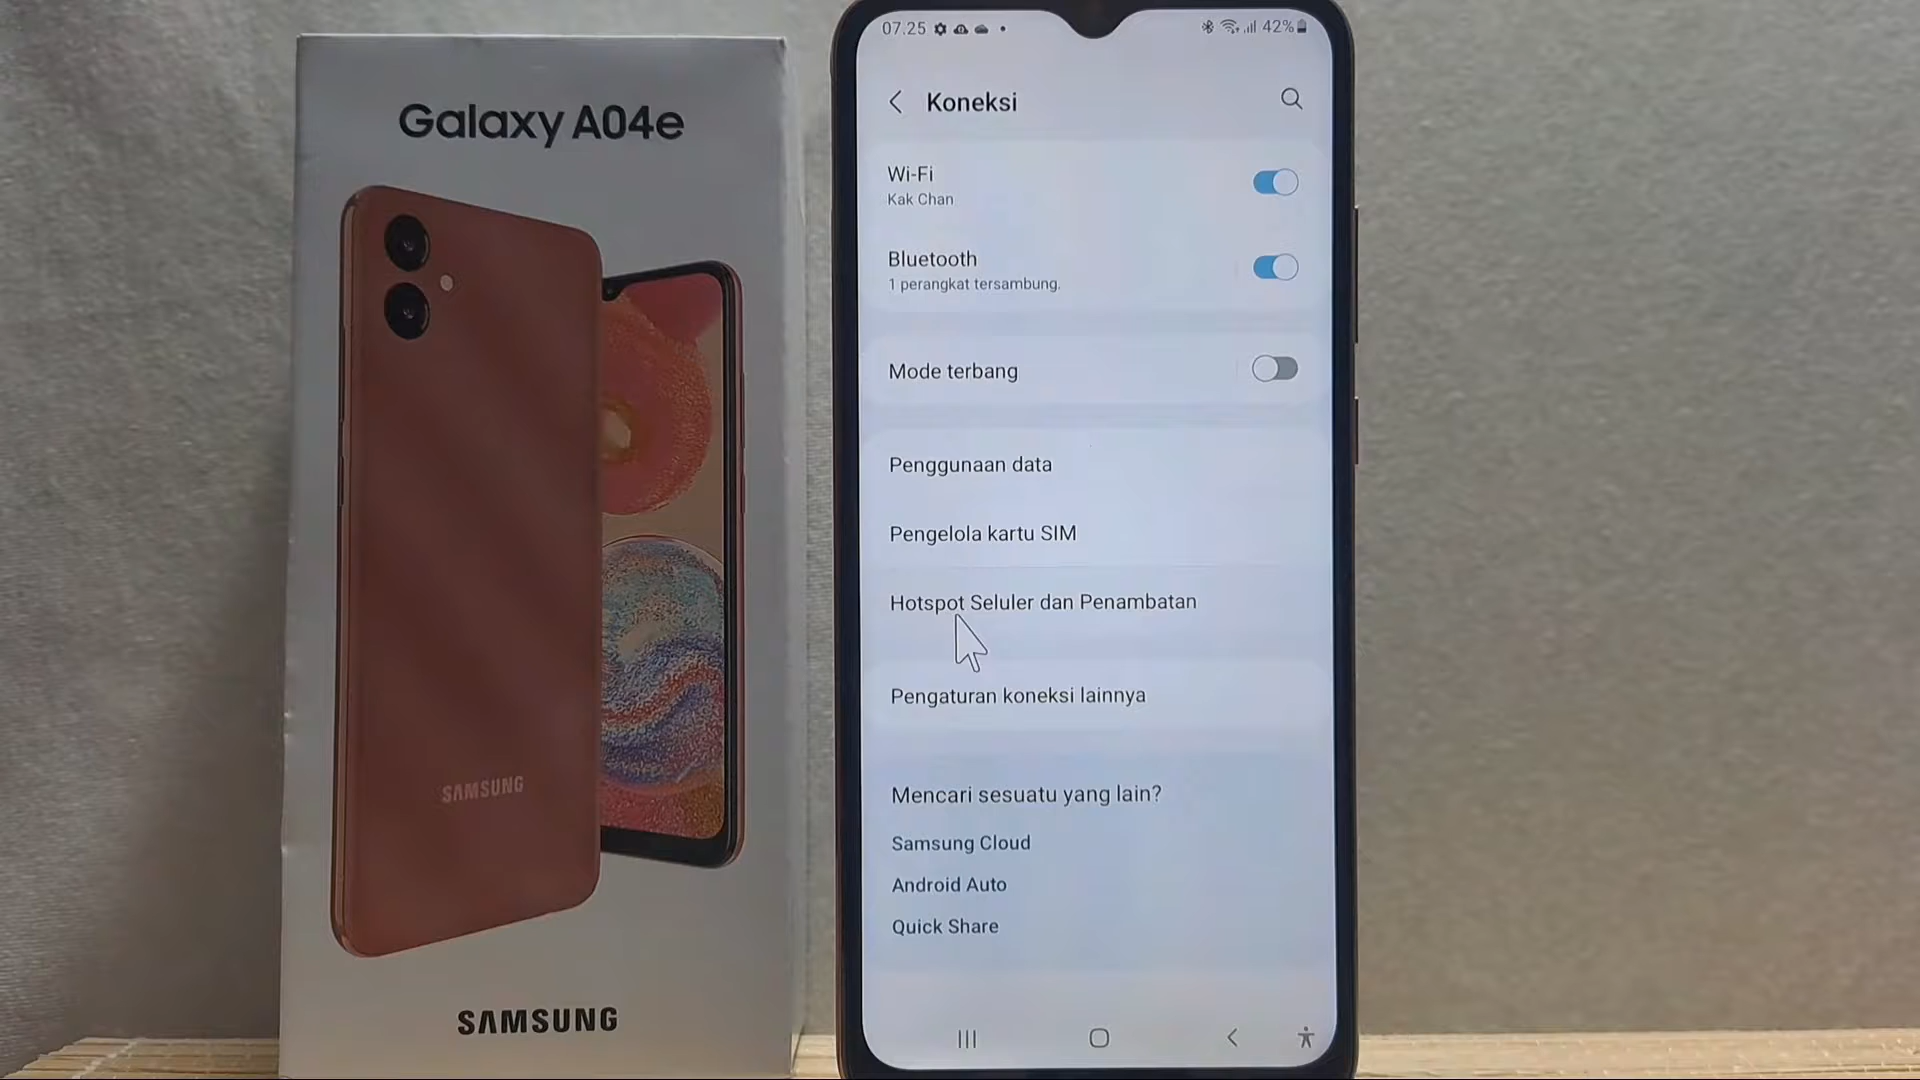 Galaxy A04e
SAMSUNG
SAMSUNG
07.25
42%
Koneksi
Wi-Fi
Kak Chan
Bluetooth
1 perangkat tersambung.
Mode terbang
Penggunaan data
Pengelola kartu SIM
Hotspot Seluler dan Penambatan
Pengaturan koneksi lainnya
Mencari sesuatu yang lain?
Samsung Cloud
Android Auto
Quick Share